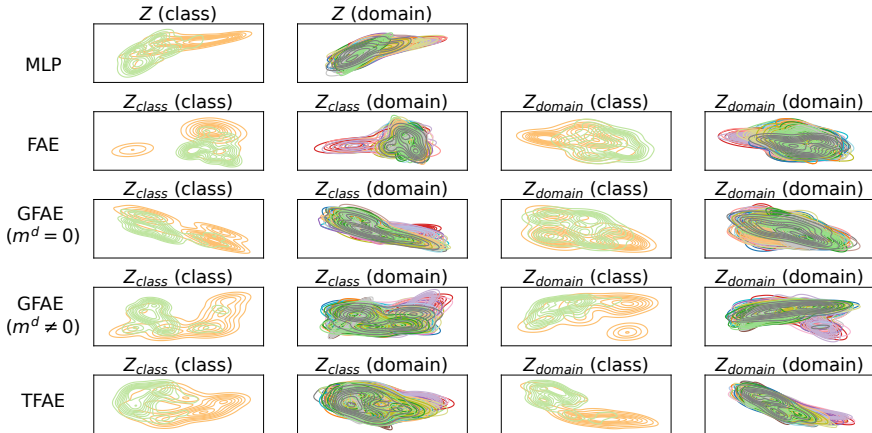 Z (class) Z (domain)
MLP
Z_class (class) Z_class (domain) Z_domain (class) Z_domain (domain)
FAE
Z_class (class) Z_class (domain) Z_domain (class) Z_domain (domain)
GFAE
(m^d = 0)
Z_class (class) Z_class (domain) Z_domain (class) Z_domain (domain)
GFAE
(m^d ≠ 0)
Z_class (class) Z_class (domain) Z_domain (class) Z_domain (domain)
TFAE